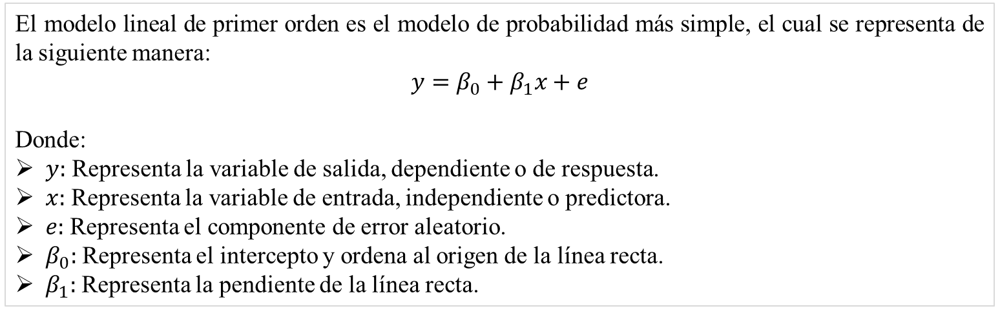 El modelo lineal de primer orden es el modelo de probabilidad más simple, el cual se representa de
la siguiente manera:
𝑦 = 𝛽₀ + 𝛽₁𝑥 + 𝑒
Donde:
➢ 𝑦: Representa la variable de salida, dependiente o de respuesta.
➢ 𝑥: Representa la variable de entrada, independiente o predictora.
➢ 𝑒: Representa el componente de error aleatorio.
➢ 𝛽₀: Representa el intercepto y ordena al origen de la línea recta.
➢ 𝛽₁: Representa la pendiente de la línea recta.